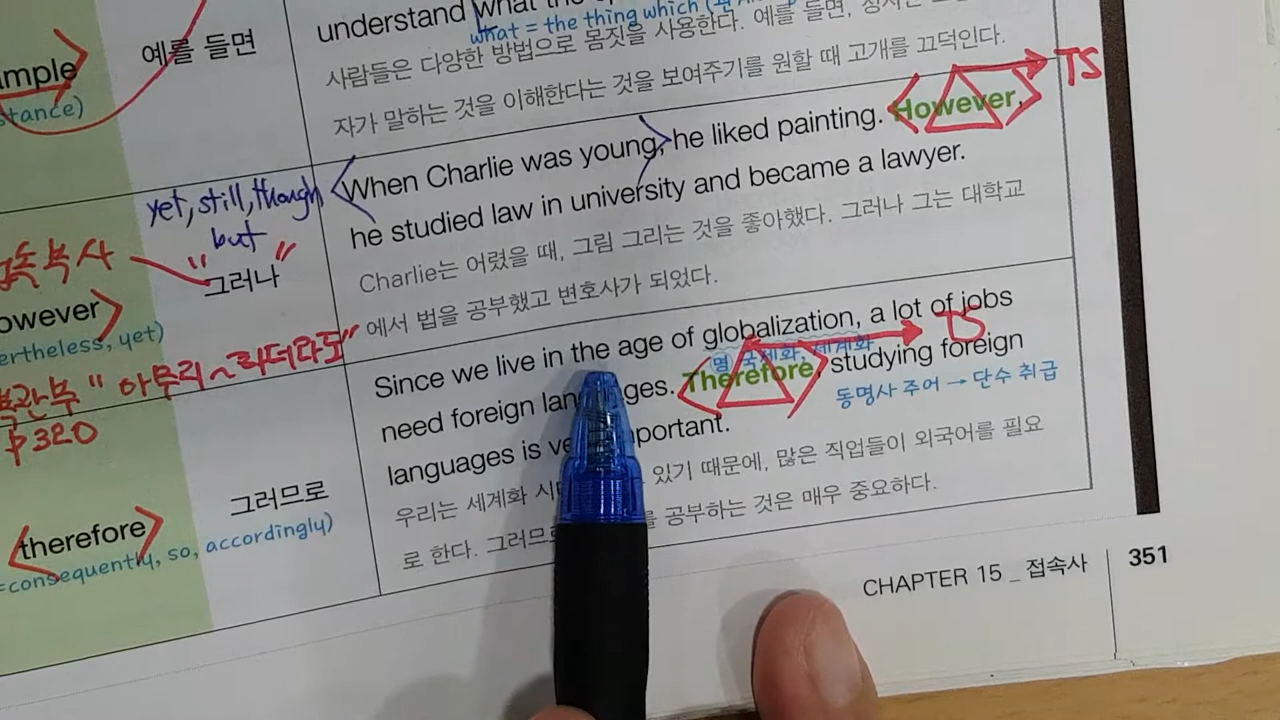 understand what the
what = the thing which
사람들은 다양한 방법으로 몸짓을 사용한다. 예를 들면,
자가 말하는 것을 이해한다는 것을 보여주기를 원할 때 고개를 끄덕인다.
예를 들면
ample
stance)
When Charlie was young, he liked painting. However,
TS
he studied law in university and became a lawyer.
Charlie는 어렸을 때, 그림 그리는 것을 좋아했다. 그러나 그는 대학교
에서 법을 공부했고 변호사가 되었다.
yet, still, though
but
"그러나"
속부사
owever
ertheless, yet)
복관부 "아무리~라더라도"
p320
Since we live in the age of globalization, a lot of jobs
명 국제화, 세계화
TS
need foreign languages. Therefore, studying foreign
동명사 주어 → 단수 취급
languages is very important.
우리는 세계화 시 있기 때문에, 많은 직업들이 외국어를 필요
로 한다. 그러므로 를 공부하는 것은 매우 중요하다.
therefore
그러므로
=consequently, so, accordingly)
CHAPTER 15 _ 접속사
351